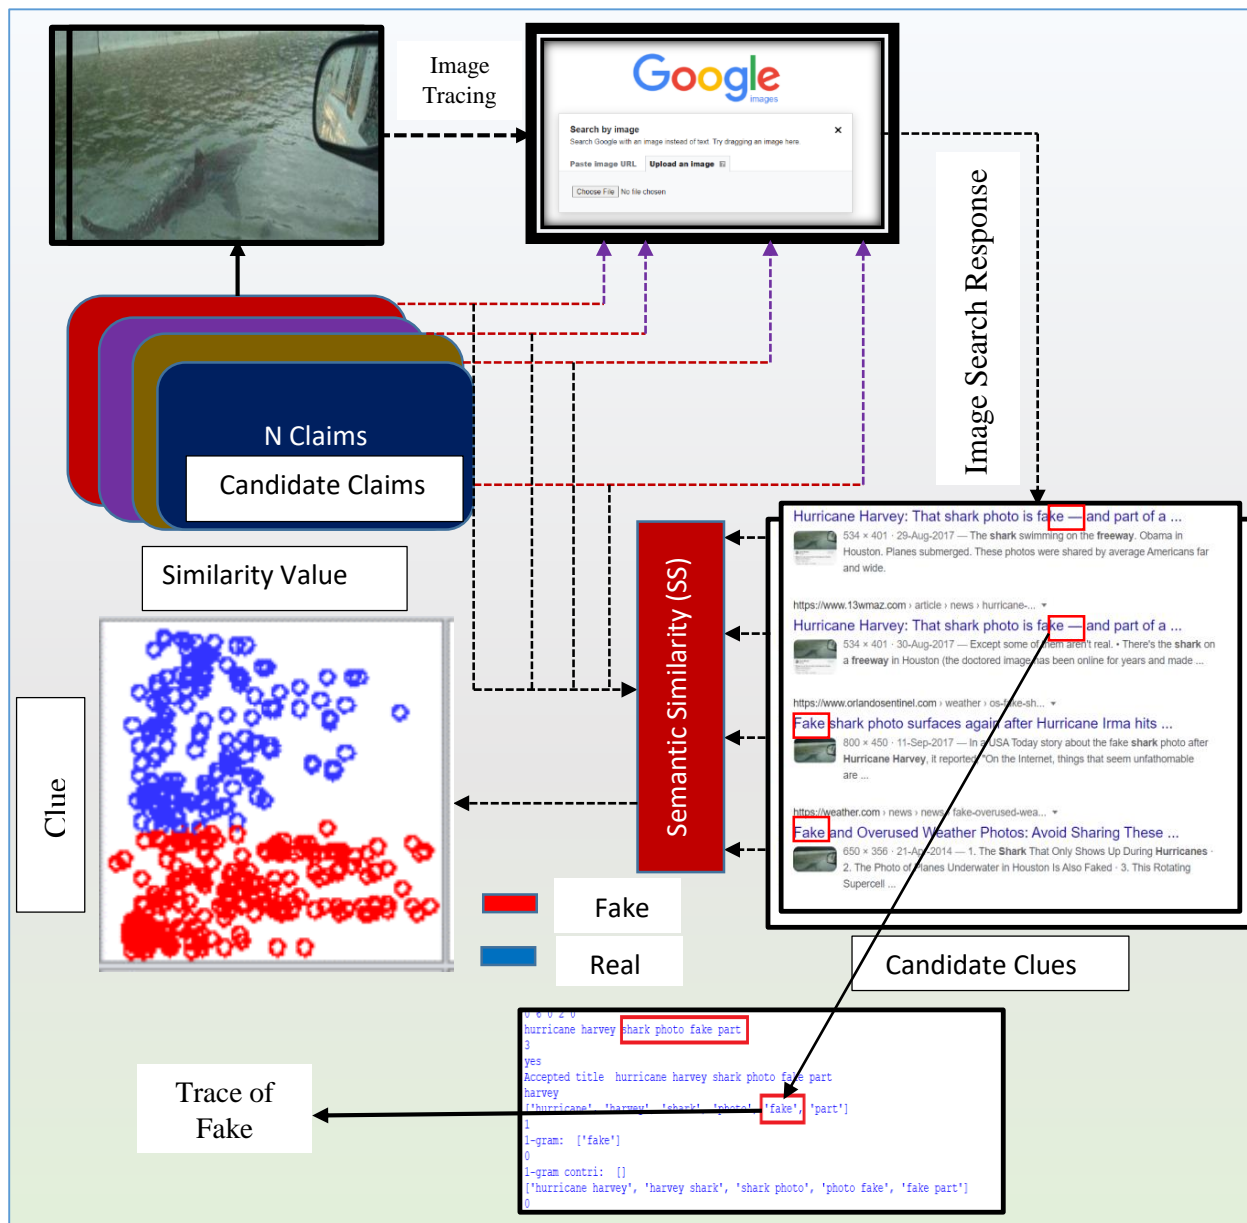 Image
Tracing
Google
images
Search by image
Search Google with an image instead of text. Try dragging an image here
Paste image URL Upload an image
Choose File No file chosen
Image Search Response
N Claims
Candidate Claims
Similarity Value
Clue
Semantic Similarity (SS)
Fake
Real
Hurricane Harvey: That shark photo is fake — and part of a ...
534 × 401 · 29-Aug-2017 — The shark swimming on the freeway. Obama in
Houston. Planes submerged. These photos were shared by average Americans far
and wide.
https://www.13wmaz.com › article › news › hurricane-...
Hurricane Harvey: That shark photo is fake — and part of a ...
534 × 401 · 30-Aug-2017 — Except some of them aren't real. • There's the shark on
a freeway in Houston (the doctored image has been online for years and made ...
https://www.orlandosentinel.com › weather › os-fake-sh...
Fake shark photo surfaces again after Hurricane Irma hits ...
800 × 450 · 11-Sep-2017 — In a USA Today story about the fake shark photo after
Hurricane Harvey, it reported: "On the Internet, things that seem unfathomable
are ...
https://weather.com › news › news › fake-overused-wea...
Fake and Overused Weather Photos: Avoid Sharing These ...
650 × 356 · 21-Apr-2014 — 1. The Shark That Only Shows Up During Hurricanes ·
2. The Photo of Planes Underwater in Houston Is Also Faked · 3. This Rotating
Supercell ...
Candidate Clues
0 6 0 2 0
hurricane harvey shark photo fake part
3
yes
Accepted title hurricane harvey shark photo fake part
harvey
['hurricane', 'harvey', 'shark', 'photo', 'fake', 'part']
1
1-gram: ['fake']
0
1-gram contri: []
['hurricane harvey', 'harvey shark', 'shark photo', 'photo fake', 'fake part']
0
Trace of
Fake